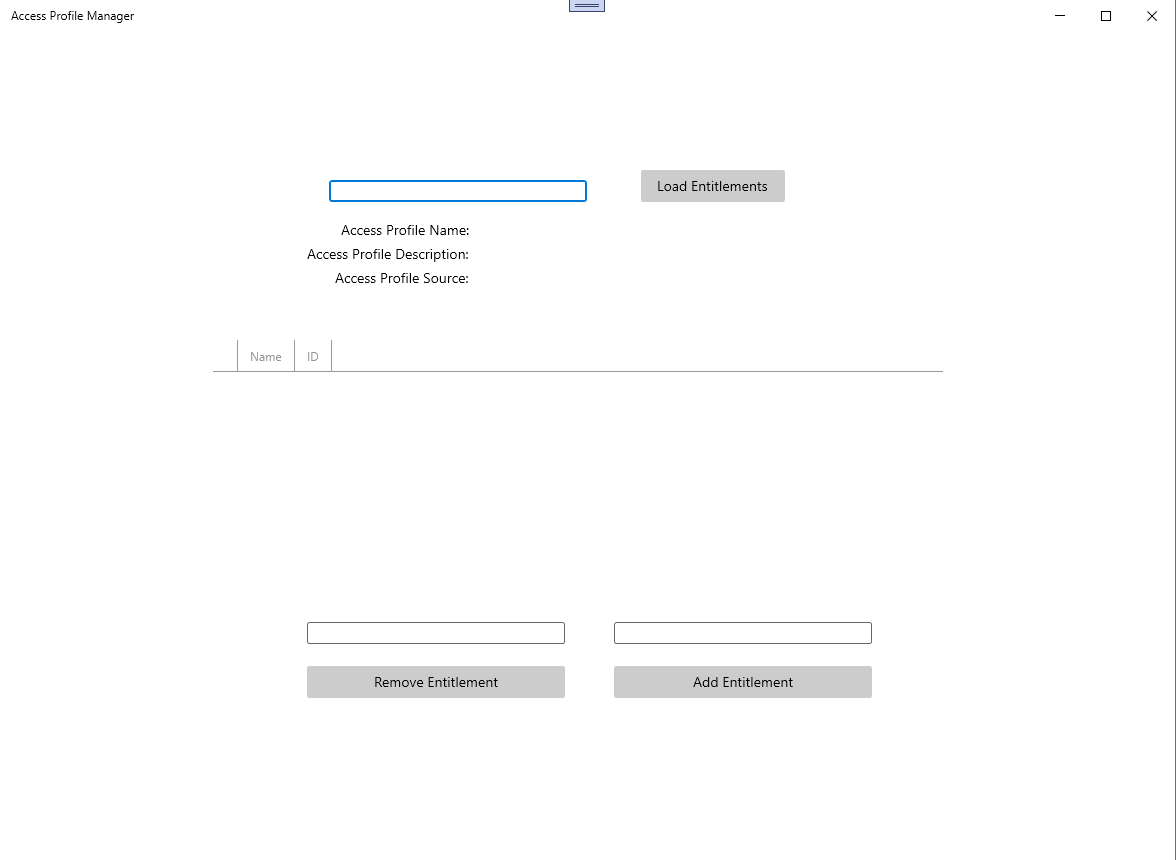 Access Profile Manager
Load Entitlements
Access Profile Name:
Access Profile Description:
Access Profile Source:
Name ID
Remove Entitlement Add Entitlement